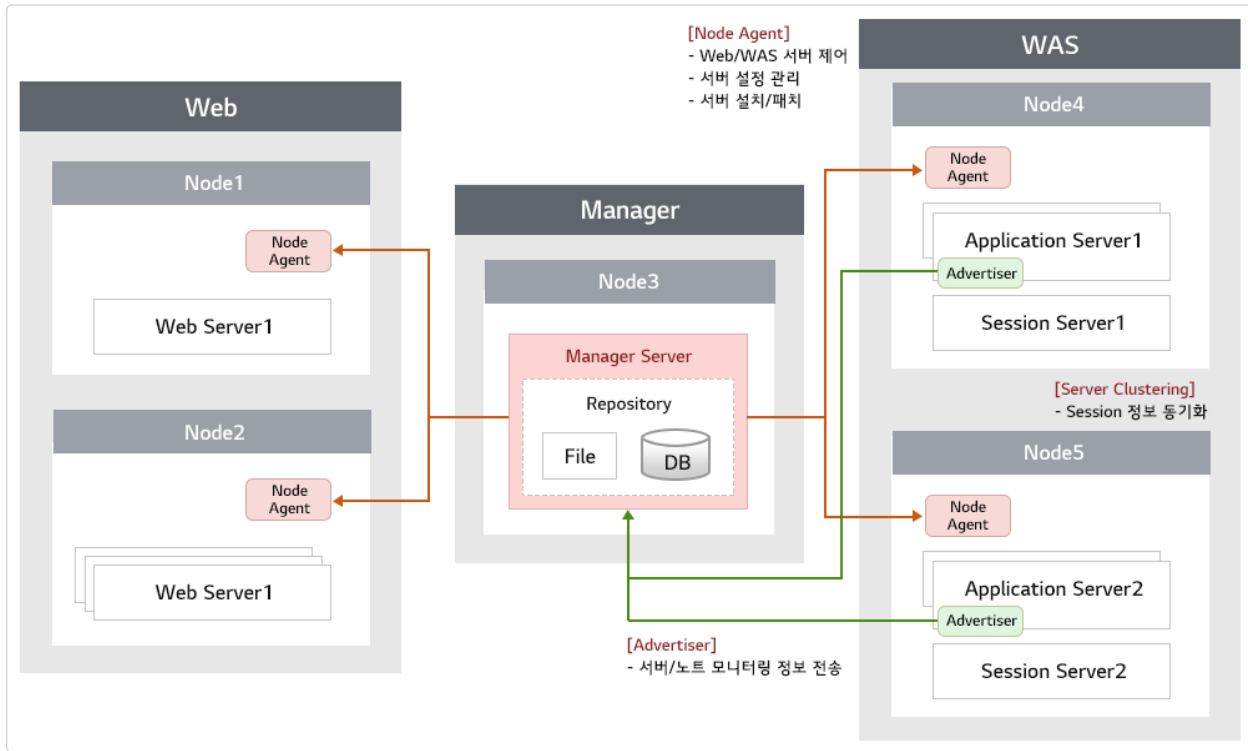 [Node Agent]
- Web/WAS 서버 제어
- 서버 설정 관리
- 서버 설치/패치
Web
Node1
Node
Agent
Web Server1
Node2
Node
Agent
Web Server1
Manager
Node3
Manager Server
Repository
File
DB
[Advertiser]
- 서버/노트 모니터링 정보 전송
WAS
Node4
Node
Agent
Application Server1
Advertiser
Session Server1
[Server Clustering]
- Session 정보 동기화
Node5
Node
Agent
Application Server2
Advertiser
Session Server2